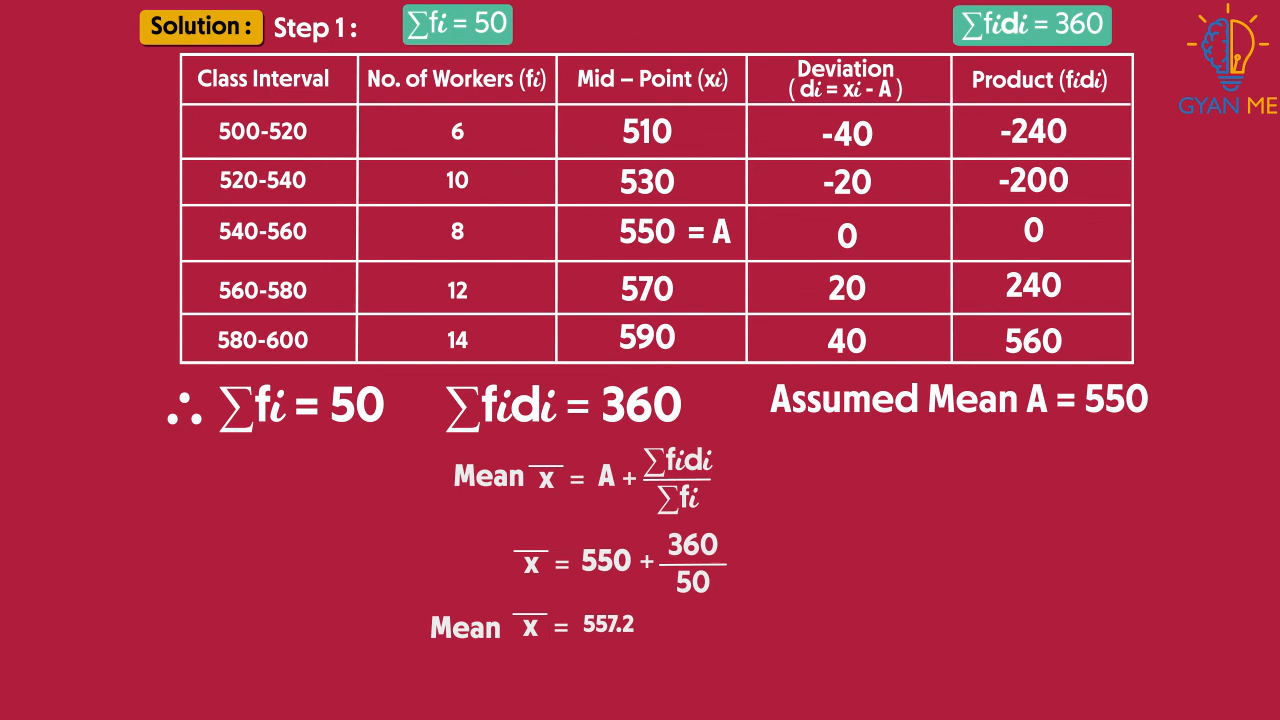 Solution : Step 1 : ∑fi = 50 ∑fidi = 360
GYAN ME
Class Interval No. of Workers (fi) Mid – Point (xi) Deviation ( di = xi - A ) Product (fidi)
500-520 6 510 -40 -240
520-540 10 530 -20 -200
540-560 8 550 = A 0 0
560-580 12 570 20 240
580-600 14 590 40 560
∴ ∑fi = 50 ∑fidi = 360 Assumed Mean A = 550
Mean x̅ = A + ∑fidi / ∑fi
x̅ = 550 + 360 / 50
Mean x̅ = 557.2